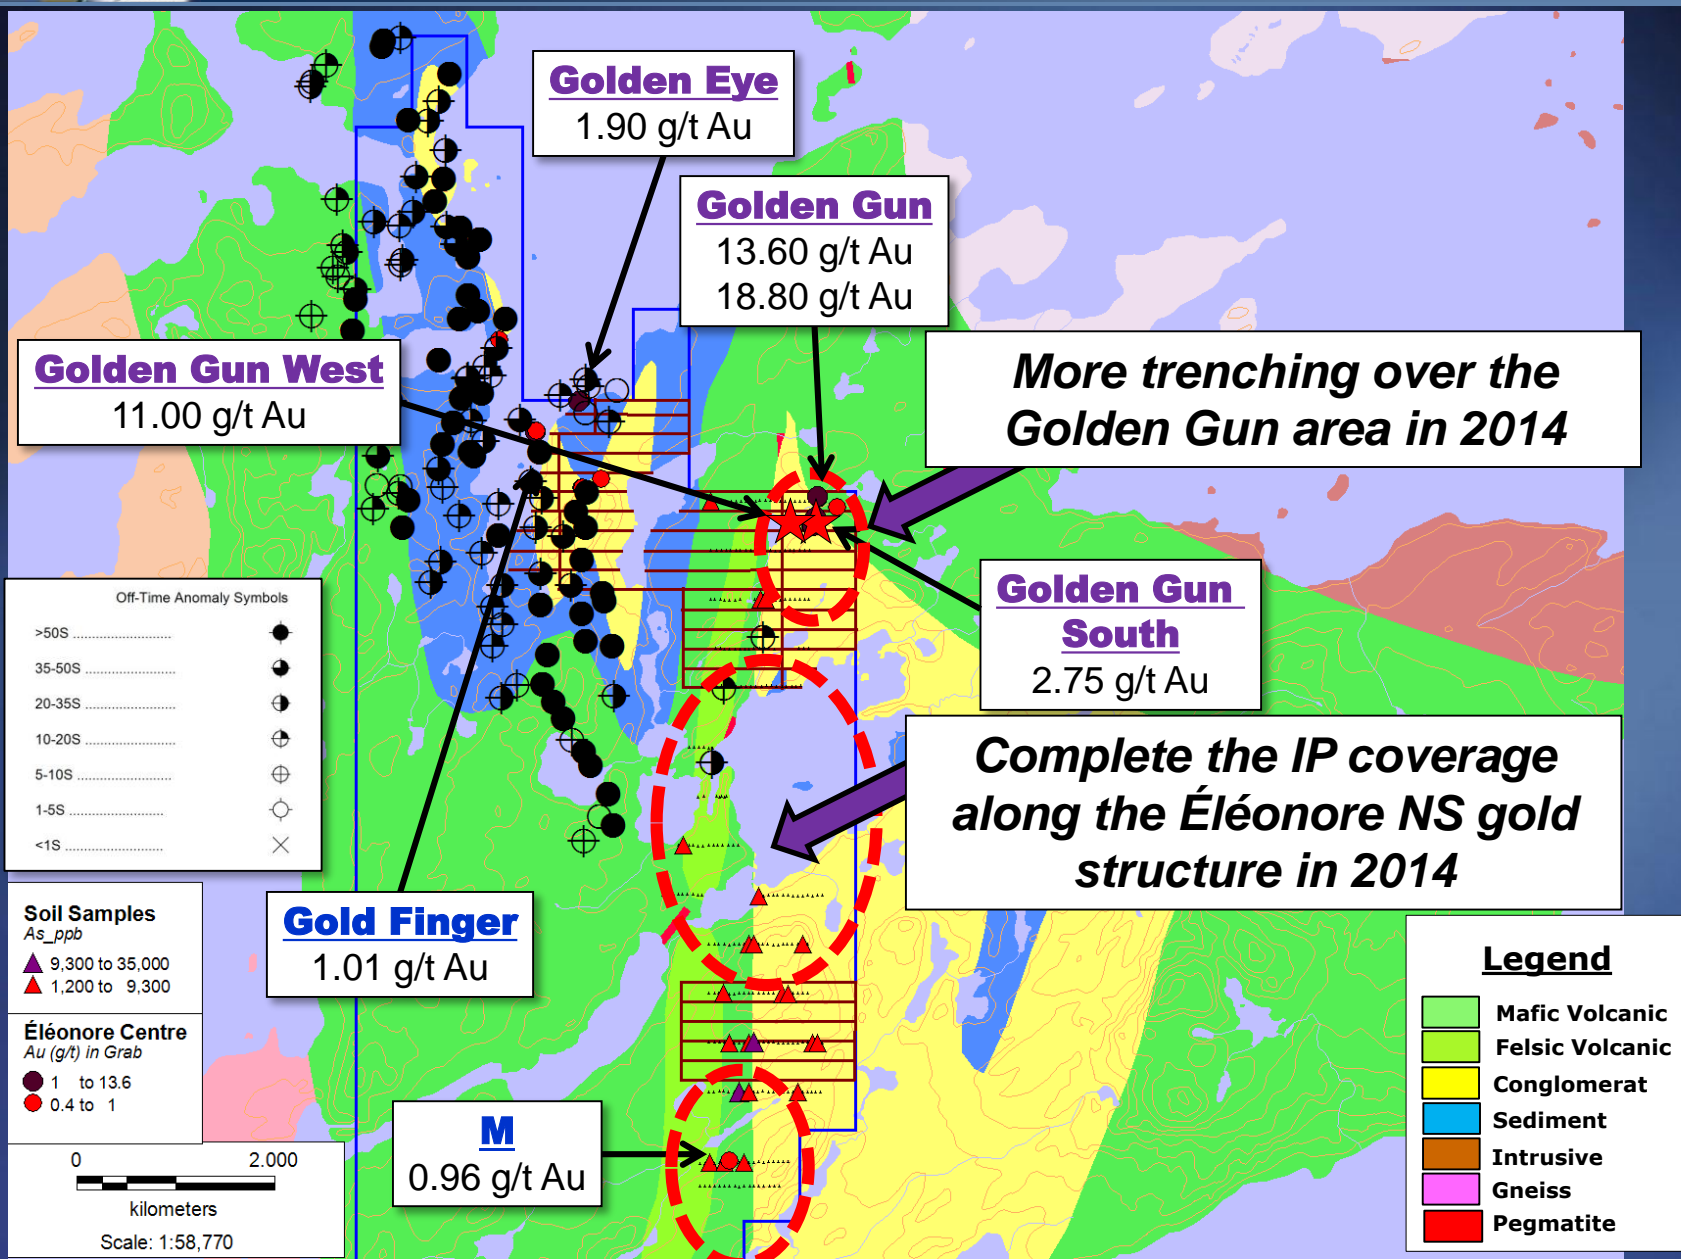 Golden Eye
1.90 g/t Au
Golden Gun
13.60 g/t Au
18.80 g/t Au
More trenching over the
Golden Gun area in 2014
Golden Gun West
11.00 g/t Au
Golden Gun
South
2.75 g/t Au
Off-Time Anomaly Symbols
>50S
35-50S
20-35S
10-20S
5-10S
1-5S
<1S
Complete the IP coverage
along the Éléonore NS gold
structure in 2014
Gold Finger
1.01 g/t Au
Soil Samples
As_ppb
9,300 to 35,000
1,200 to 9,300
Éléonore Centre
Au (g/t) in Grab
1 to 13.6
0.4 to 1
M
0.96 g/t Au
0 2.000
kilometers
Scale: 1:58,770
Legend
Mafic Volcanic
Felsic Volcanic
Conglomerat
Sediment
Intrusive
Gneiss
Pegmatite